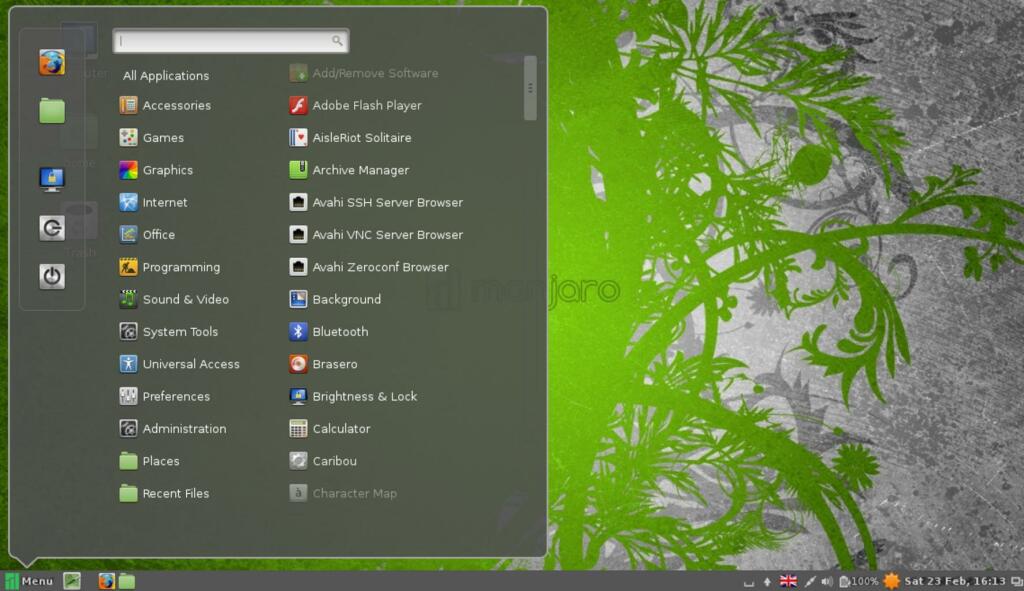 All Applications
Accessories
Games
Graphics
Internet
Office
Programming
Sound & Video
System Tools
Universal Access
Preferences
Administration
Places
Recent Files
Add/Remove Software
Adobe Flash Player
AisleRiot Solitaire
Archive Manager
Avahi SSH Server Browser
Avahi VNC Server Browser
Avahi Zeroconf Browser
Background
Bluetooth
Brasero
Brightness & Lock
Calculator
Caribou
Character Map
Trash
manjaro
Menu
100%
Sat 23 Feb, 16:13